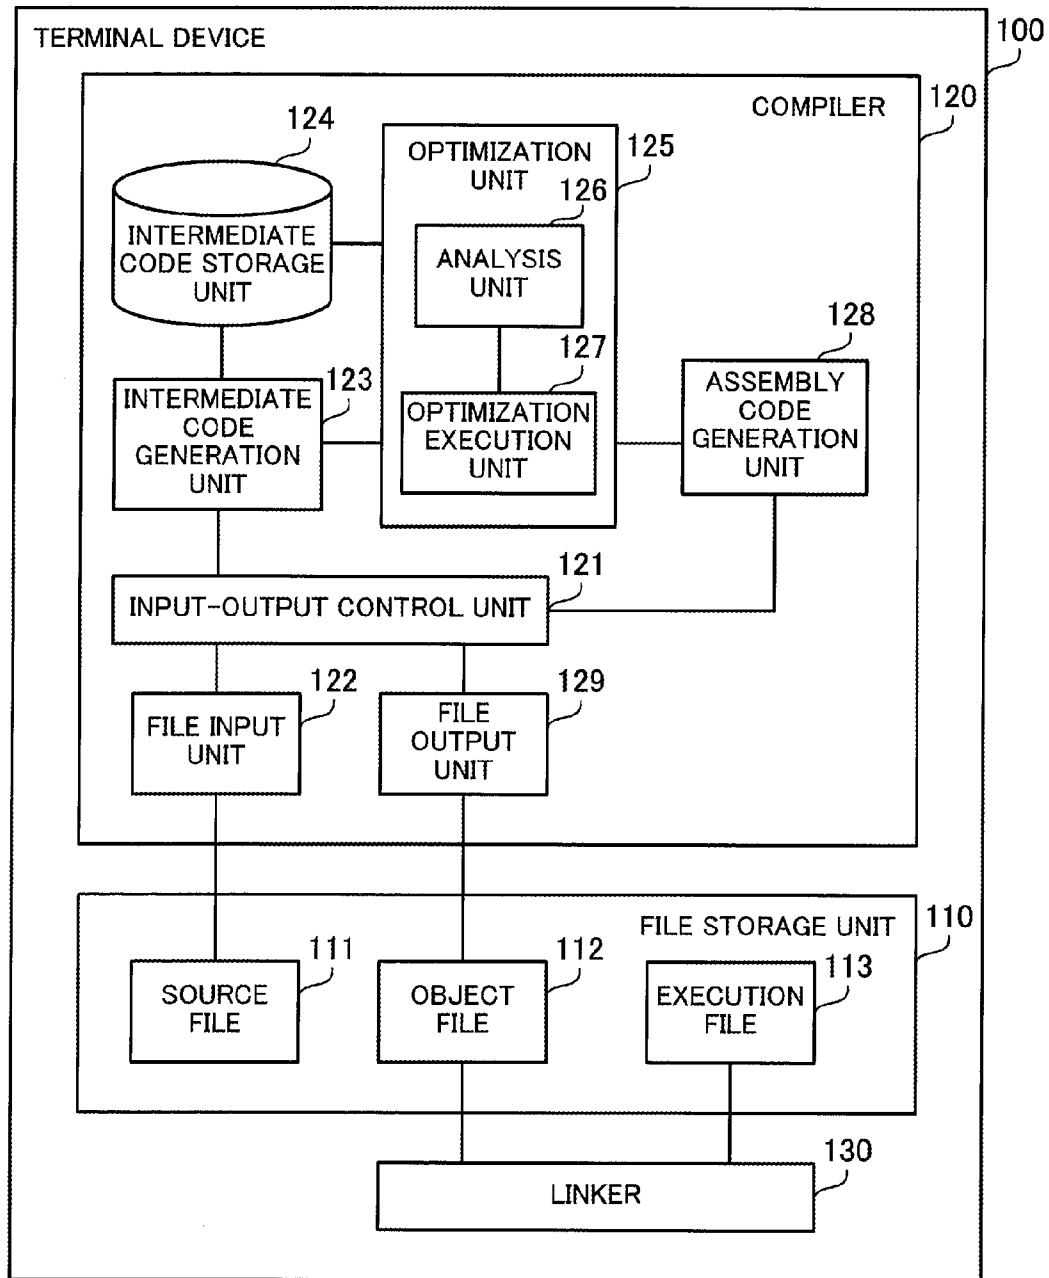 TERMINAL DEVICE
100
COMPILER
120
124
OPTIMIZATION
UNIT
125
INTERMEDIATE
CODE STORAGE
UNIT
126
ANALYSIS
UNIT
127
OPTIMIZATION
EXECUTION
UNIT
128
ASSEMBLY
CODE
GENERATION
UNIT
INTERMEDIATE
CODE
GENERATION
UNIT
123
INPUT-OUTPUT CONTROL UNIT
121
FILE INPUT
UNIT
122
FILE
OUTPUT
UNIT
129
FILE STORAGE UNIT
110
SOURCE
FILE
111
OBJECT
FILE
112
EXECUTION
FILE
113
LINKER
130